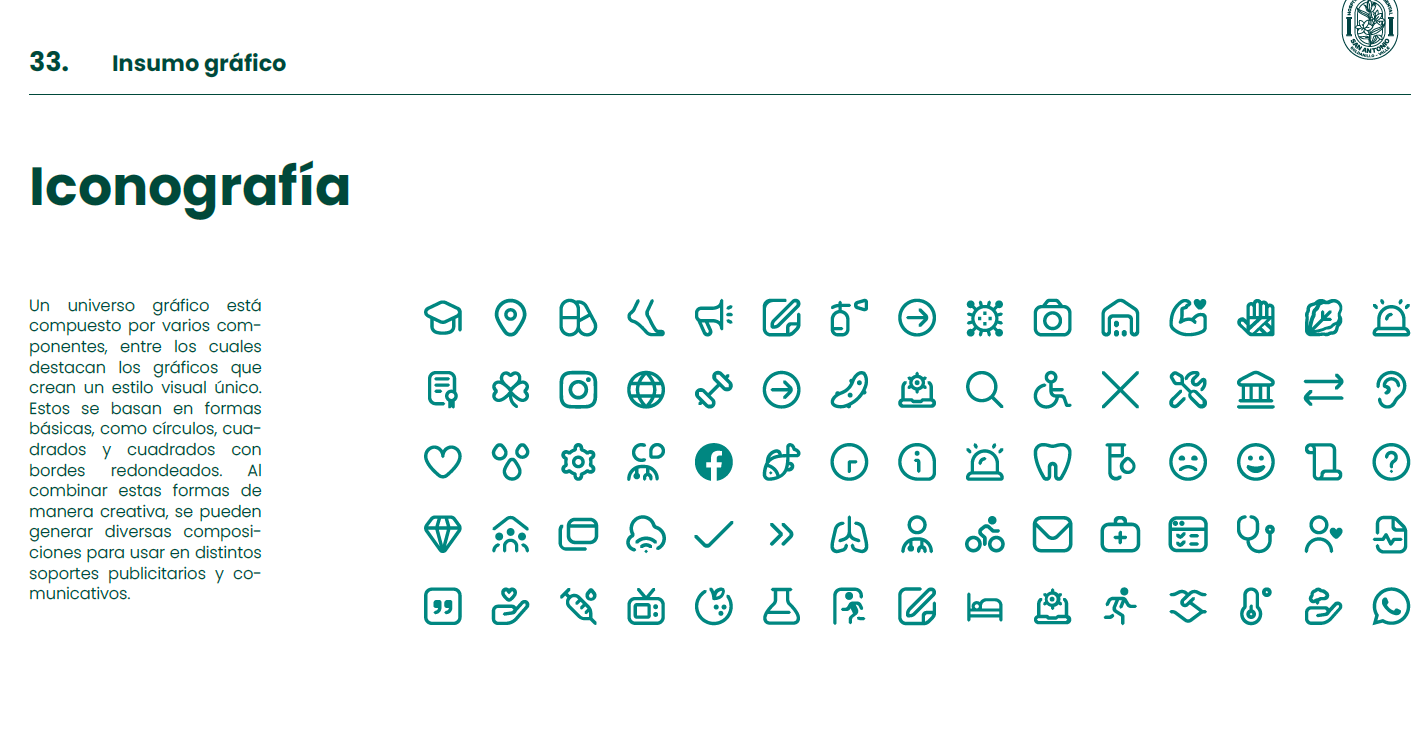 33. Insumo gráfico
SAN ANTONIO
Iconografía
Un universo gráfico está
compuesto por varios com-
ponentes, entre los cuales
destacan los gráficos que
crean un estilo visual único.
Estos se basan en formas
básicas, como círculos, cua-
drados y cuadrados con
bordes redondeados. Al
combinar estas formas de
manera creativa, se pueden
generar diversas composi-
ciones para usar en distintos
soportes publicitarios y co-
municativos.